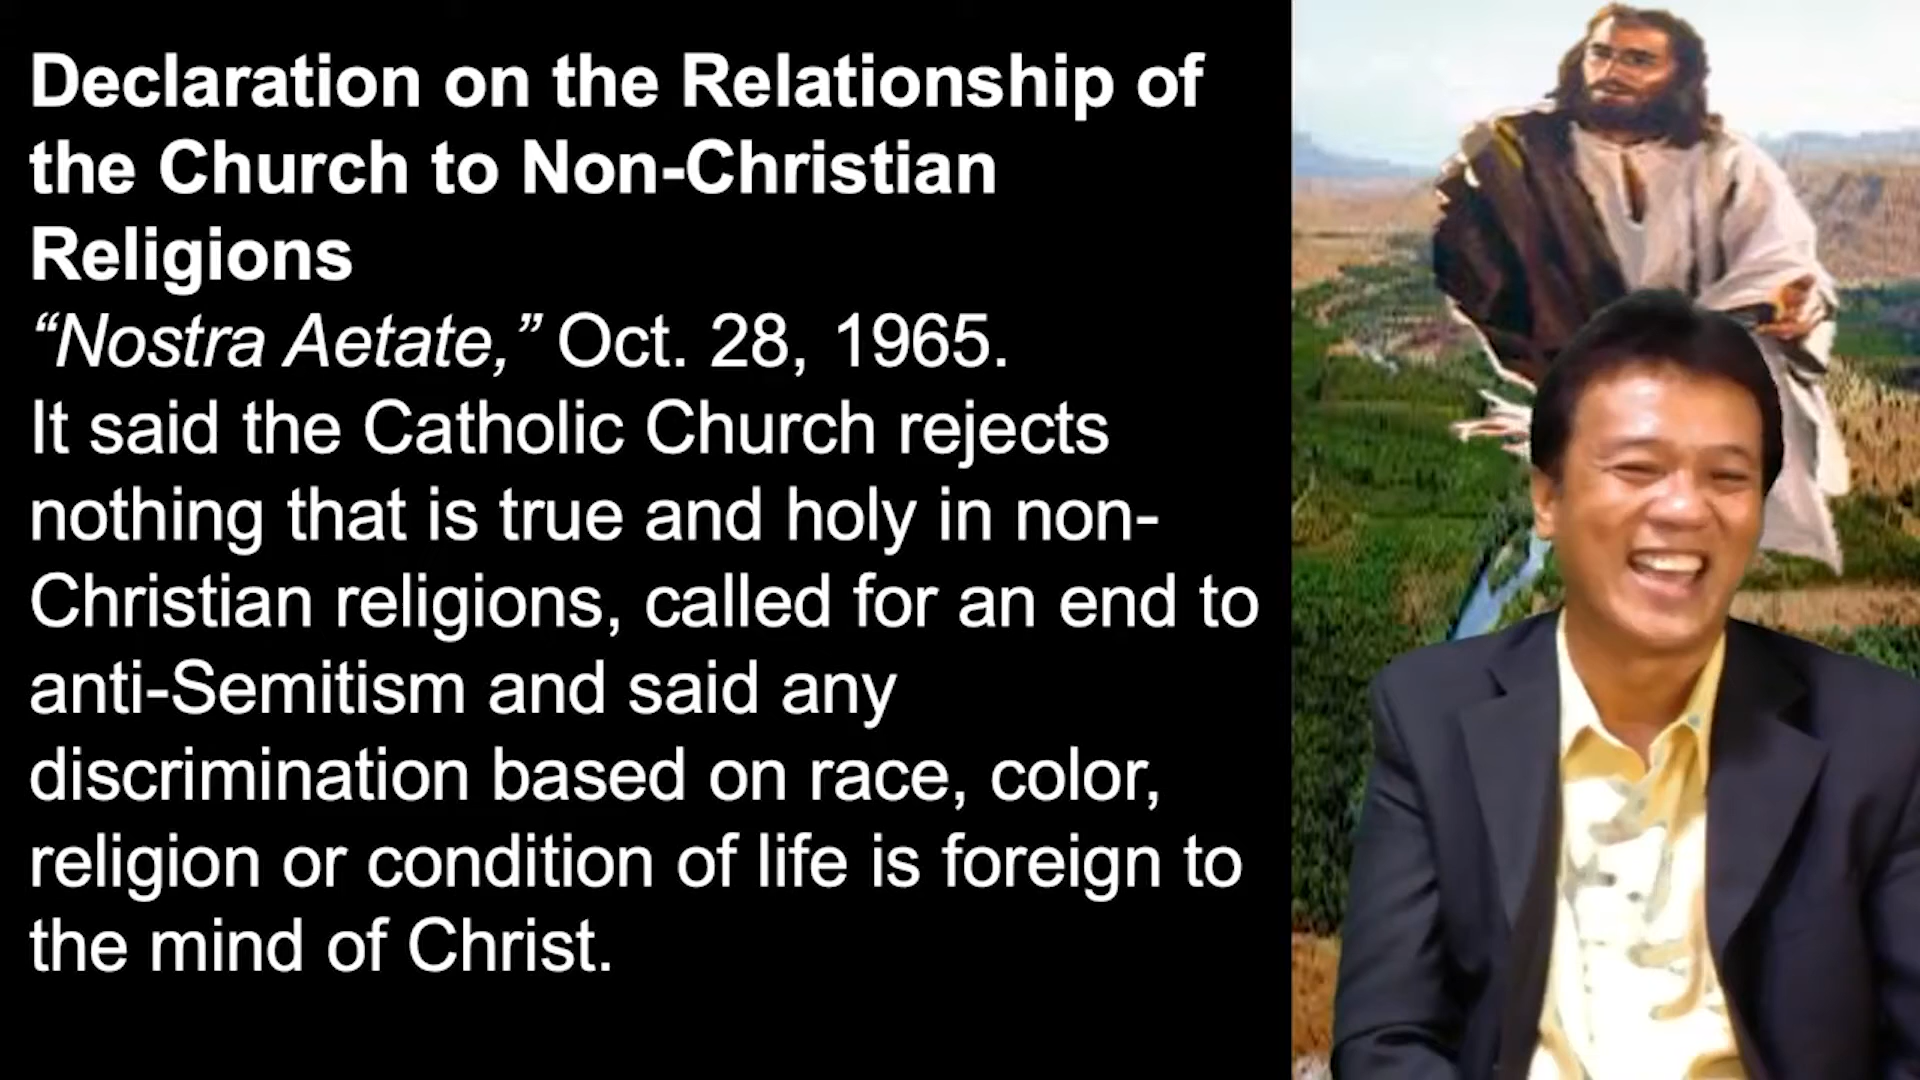 Declaration on the Relationship of
the Church to Non-Christian
Religions
“Nostra Aetate,” Oct. 28, 1965.
It said the Catholic Church rejects
nothing that is true and holy in non-
Christian religions, called for an end to
anti-Semitism and said any
discrimination based on race, color,
religion or condition of life is foreign to
the mind of Christ.